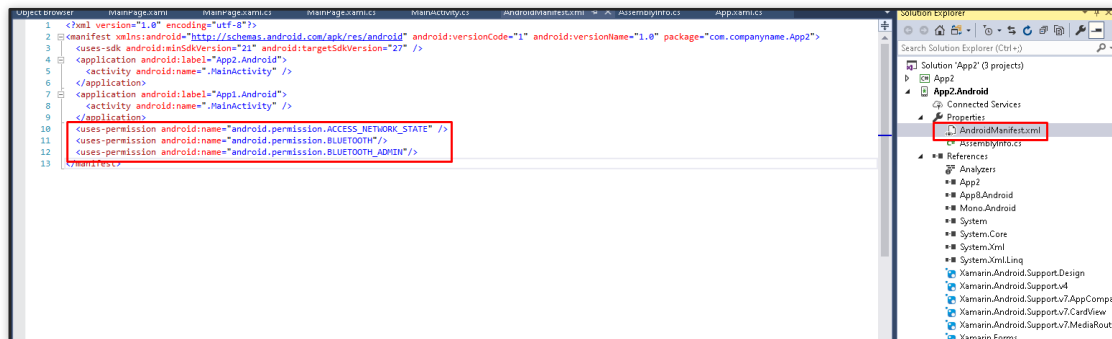 Object Browser MainPage.xaml MainPage.xaml.cs MainPage.xaml.cs MainActivity.cs AndroidManifest.xml AssemblyInfo.cs App.xaml.cs
1 <?xml version="1.0" encoding="utf-8"?>
2 <manifest xmlns:android="http://schemas.android.com/apk/res/android" android:versionCode="1" android:versionName="1.0" package="com.companyname.App2">
3 <uses-sdk android:minSdkVersion="21" android:targetSdkVersion="27" />
4 <application android:label="App2.Android">
5 <activity android:name=".MainActivity" />
6 </application>
7 <application android:label="App1.Android">
8 <activity android:name=".MainActivity" />
9 </application>
10 <uses-permission android:name="android.permission.ACCESS_NETWORK_STATE" />
11 <uses-permission android:name="android.permission.BLUETOOTH"/>
12 <uses-permission android:name="android.permission.BLUETOOTH_ADMIN"/>
13 </manifest>
Solution Explorer
Search Solution Explorer (Ctrl+;)
Solution 'App2' (3 projects)
C# App2
App2.Android
Connected Services
Properties
AndroidManifest.xml
C# AssemblyInfo.cs
References
Analyzers
App2
App8.Android
Mono.Android
System
System.Core
System.Xml
System.Xml.Linq
Xamarin.Android.Support.Design
Xamarin.Android.Support.v4
Xamarin.Android.Support.v7.AppCompa
Xamarin.Android.Support.v7.CardView
Xamarin.Android.Support.v7.MediaRout
Xamarin.Forms